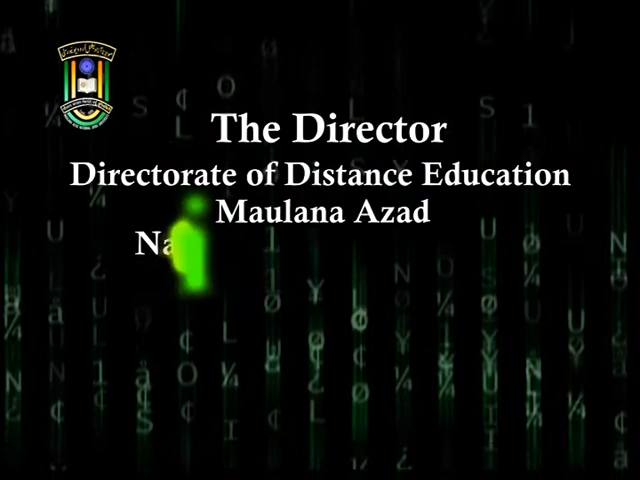 The Director
Directorate of Distance Education
Maulana Azad
Na